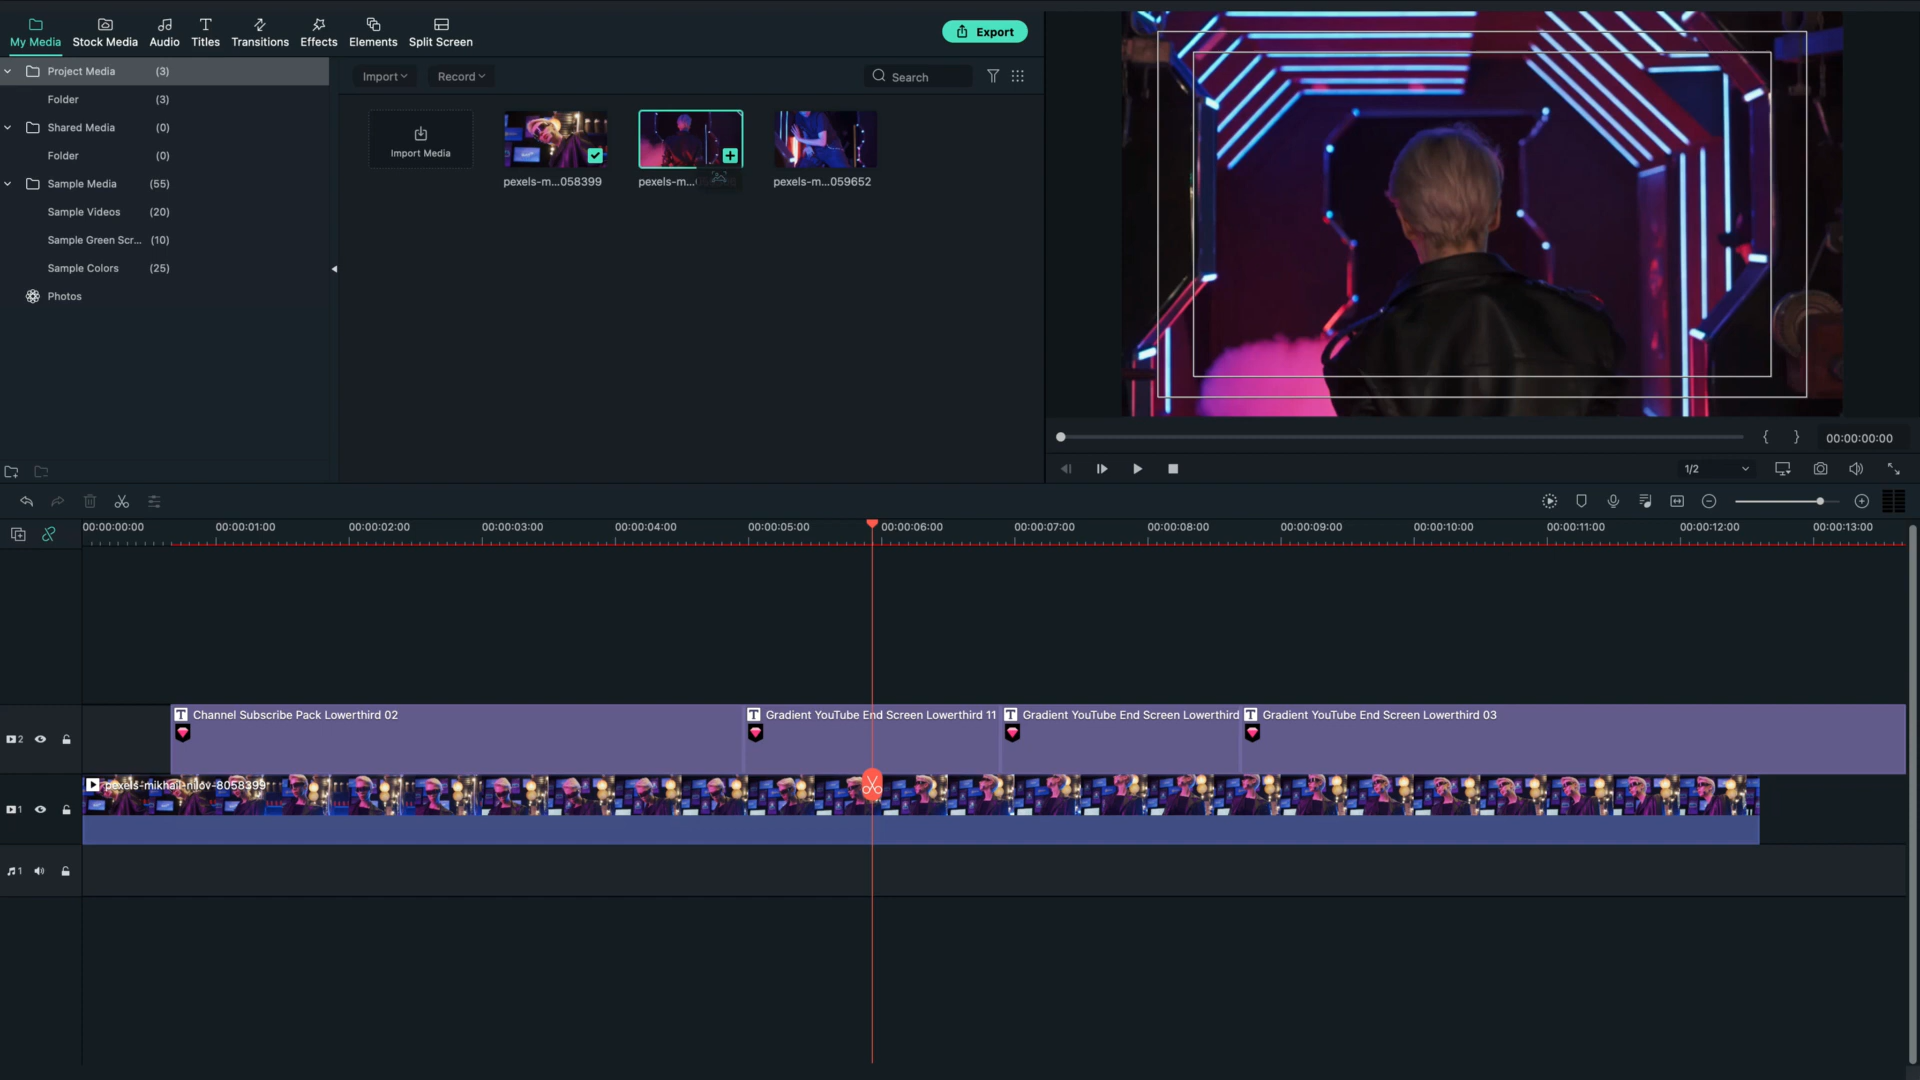 My Media
Stock Media
Audio
Titles
Transitions
Effects
Elements
Split Screen
Export
Project Media (3)
Folder (3)
Shared Media (0)
Folder (0)
Sample Media (55)
Sample Videos (20)
Sample Green Scr... (10)
Sample Colors (25)
Photos
Import
Record
Search
Import Media
pexels-m...058399
pexels-m...
pexels-m...059652
{ } 00:00:00:00
1/2
00:00:00:00 00:00:01:00 00:00:02:00 00:00:03:00 00:00:04:00 00:00:05:00 00:00:06:00 00:00:07:00 00:00:08:00 00:00:09:00 00:00:10:00 00:00:11:00 00:00:12:00 00:00:13:00
2
T Channel Subscribe Pack Lowerthird 02
T Gradient YouTube End Screen Lowerthird 11
T Gradient YouTube End Screen Lowerthird
T Gradient YouTube End Screen Lowerthird 03
1
pexels-mikhail-nilov-8058399
1